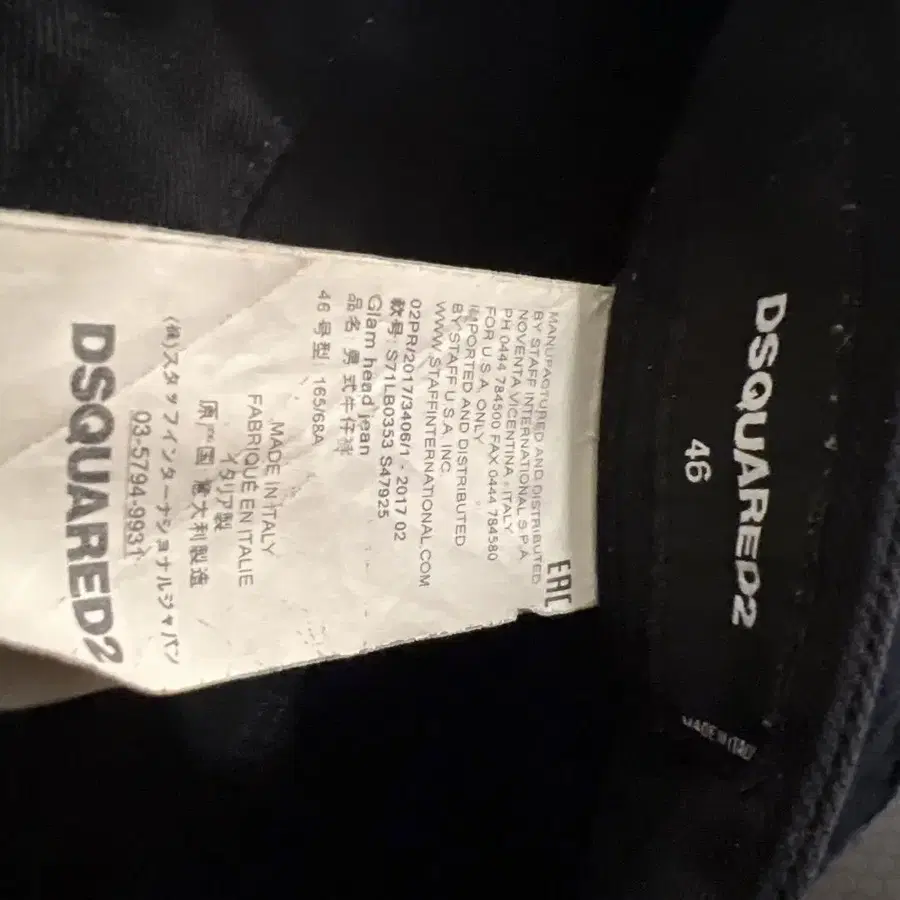 DSQUARED2
46
MADE IN ITALY
EAC
MANUFACTURED AND DISTRIBUTED
BY STAFF INTERNATIONAL S.P.A.
NOVENTA VICENTINA - ITALY
PH 0444 784500 FAX 0444 784580
FOR U.S.A. ONLY
IMPORTED AND DISTRIBUTED
BY STAFF U.S.A. INC.
WWW.STAFFINTERNATIONAL.COM
02PR/2017/3406/1 - 2017 02
款号: S71LB0353 S47925
Glam head jean
品名: 男式牛仔裤
46 号型: 165/68A
MADE IN ITALY
FABRIQUÉ EN ITALIE
イタリア製
原产国 意大利製造
(株)スタッフインターナショナルジャパン
03-5794-9931
DSQUARED2